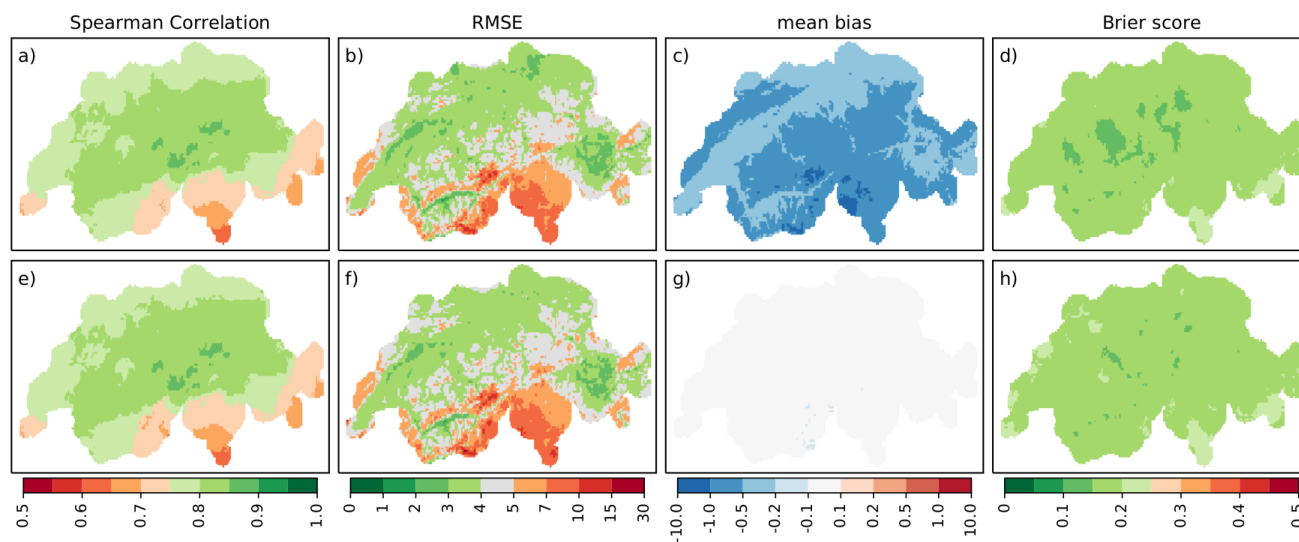 Spearman Correlation RMSE mean bias Brier score
a) b) c) d)
e) f) g) h)
0.5 0.6 0.7 0.8 0.9 1.0 0 1 2 3 4 5 7 10 15 30 -10.0 -1.0 -0.5 -0.2 -0.1 0.1 0.2 0.5 1.0 10.0 0 0.1 0.2 0.3 0.4 0.5